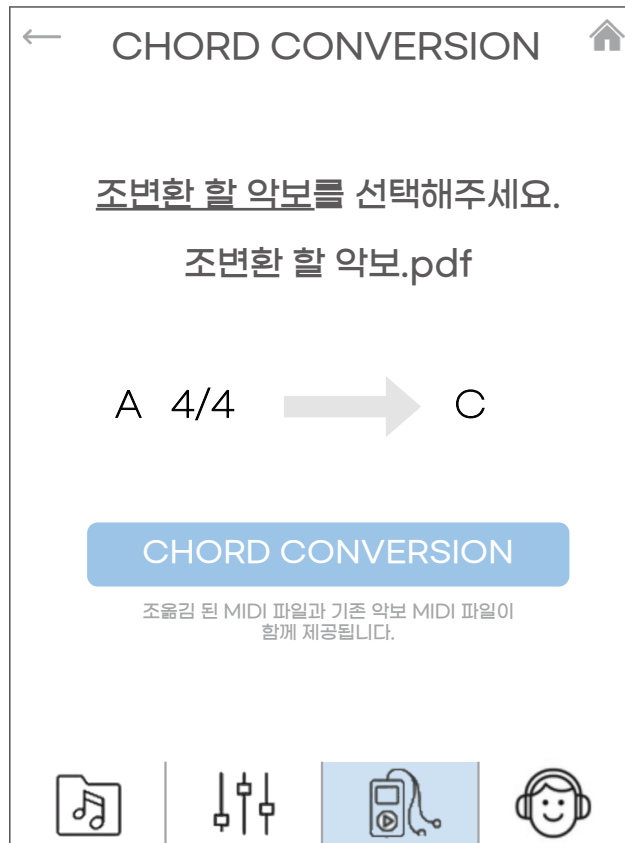 CHORD CONVERSION
조변환 할 악보를 선택해주세요.
조변환 할 악보.pdf
A 4/4 C
CHORD CONVERSION
조옮김 된 MIDI 파일과 기존 악보 MIDI 파일이
함께 제공됩니다.